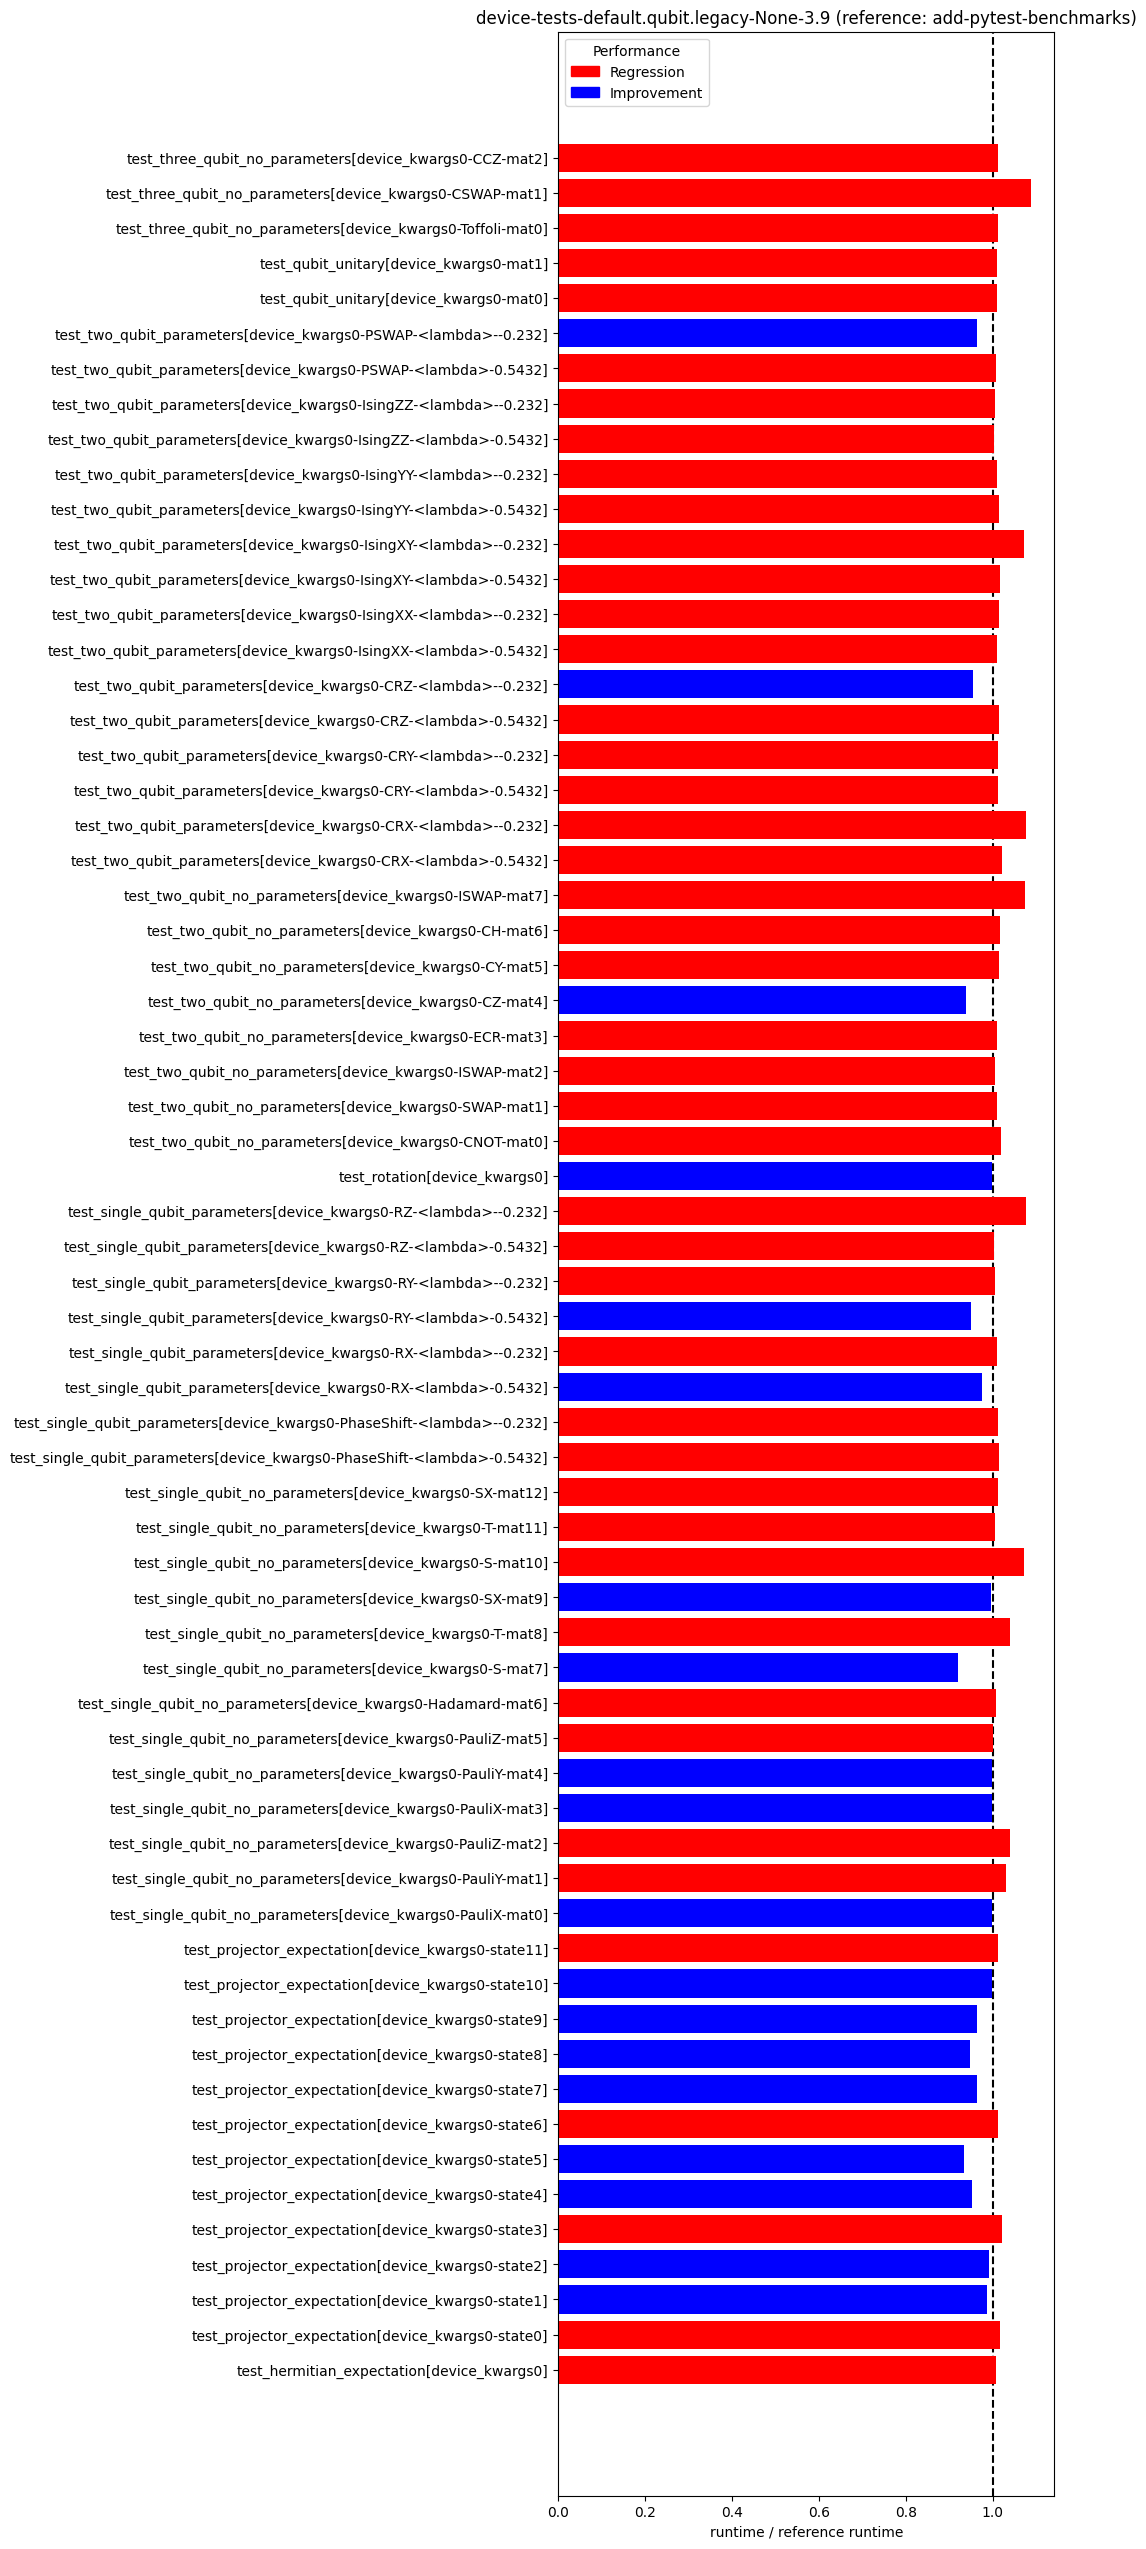 device-tests-default.qubit.legacy-None-3.9 (reference: add-pytest-benchmarks)
Performance
Regression
Improvement
test_three_qubit_no_parameters[device_kwargs0-CCZ-mat2]
test_three_qubit_no_parameters[device_kwargs0-CSWAP-mat1]
test_three_qubit_no_parameters[device_kwargs0-Toffoli-mat0]
test_qubit_unitary[device_kwargs0-mat1]
test_qubit_unitary[device_kwargs0-mat0]
test_two_qubit_parameters[device_kwargs0-PSWAP-<lambda>--0.232]
test_two_qubit_parameters[device_kwargs0-PSWAP-<lambda>-0.5432]
test_two_qubit_parameters[device_kwargs0-IsingZZ-<lambda>--0.232]
test_two_qubit_parameters[device_kwargs0-IsingZZ-<lambda>-0.5432]
test_two_qubit_parameters[device_kwargs0-IsingYY-<lambda>--0.232]
test_two_qubit_parameters[device_kwargs0-IsingYY-<lambda>-0.5432]
test_two_qubit_parameters[device_kwargs0-IsingXY-<lambda>--0.232]
test_two_qubit_parameters[device_kwargs0-IsingXY-<lambda>-0.5432]
test_two_qubit_parameters[device_kwargs0-IsingXX-<lambda>--0.232]
test_two_qubit_parameters[device_kwargs0-IsingXX-<lambda>-0.5432]
test_two_qubit_parameters[device_kwargs0-CRZ-<lambda>--0.232]
test_two_qubit_parameters[device_kwargs0-CRZ-<lambda>-0.5432]
test_two_qubit_parameters[device_kwargs0-CRY-<lambda>--0.232]
test_two_qubit_parameters[device_kwargs0-CRY-<lambda>-0.5432]
test_two_qubit_parameters[device_kwargs0-CRX-<lambda>--0.232]
test_two_qubit_parameters[device_kwargs0-CRX-<lambda>-0.5432]
test_two_qubit_no_parameters[device_kwargs0-ISWAP-mat7]
test_two_qubit_no_parameters[device_kwargs0-CH-mat6]
test_two_qubit_no_parameters[device_kwargs0-CY-mat5]
test_two_qubit_no_parameters[device_kwargs0-CZ-mat4]
test_two_qubit_no_parameters[device_kwargs0-ECR-mat3]
test_two_qubit_no_parameters[device_kwargs0-ISWAP-mat2]
test_two_qubit_no_parameters[device_kwargs0-SWAP-mat1]
test_two_qubit_no_parameters[device_kwargs0-CNOT-mat0]
test_rotation[device_kwargs0]
test_single_qubit_parameters[device_kwargs0-RZ-<lambda>--0.232]
test_single_qubit_parameters[device_kwargs0-RZ-<lambda>-0.5432]
test_single_qubit_parameters[device_kwargs0-RY-<lambda>--0.232]
test_single_qubit_parameters[device_kwargs0-RY-<lambda>-0.5432]
test_single_qubit_parameters[device_kwargs0-RX-<lambda>--0.232]
test_single_qubit_parameters[device_kwargs0-RX-<lambda>-0.5432]
test_single_qubit_parameters[device_kwargs0-PhaseShift-<lambda>--0.232]
test_single_qubit_parameters[device_kwargs0-PhaseShift-<lambda>-0.5432]
test_single_qubit_no_parameters[device_kwargs0-SX-mat12]
test_single_qubit_no_parameters[device_kwargs0-T-mat11]
test_single_qubit_no_parameters[device_kwargs0-S-mat10]
test_single_qubit_no_parameters[device_kwargs0-SX-mat9]
test_single_qubit_no_parameters[device_kwargs0-T-mat8]
test_single_qubit_no_parameters[device_kwargs0-S-mat7]
test_single_qubit_no_parameters[device_kwargs0-Hadamard-mat6]
test_single_qubit_no_parameters[device_kwargs0-PauliZ-mat5]
test_single_qubit_no_parameters[device_kwargs0-PauliY-mat4]
test_single_qubit_no_parameters[device_kwargs0-PauliX-mat3]
test_single_qubit_no_parameters[device_kwargs0-PauliZ-mat2]
test_single_qubit_no_parameters[device_kwargs0-PauliY-mat1]
test_single_qubit_no_parameters[device_kwargs0-PauliX-mat0]
test_projector_expectation[device_kwargs0-state11]
test_projector_expectation[device_kwargs0-state10]
test_projector_expectation[device_kwargs0-state9]
test_projector_expectation[device_kwargs0-state8]
test_projector_expectation[device_kwargs0-state7]
test_projector_expectation[device_kwargs0-state6]
test_projector_expectation[device_kwargs0-state5]
test_projector_expectation[device_kwargs0-state4]
test_projector_expectation[device_kwargs0-state3]
test_projector_expectation[device_kwargs0-state2]
test_projector_expectation[device_kwargs0-state1]
test_projector_expectation[device_kwargs0-state0]
test_hermitian_expectation[device_kwargs0]
0.0 0.2 0.4 0.6 0.8 1.0
runtime / reference runtime